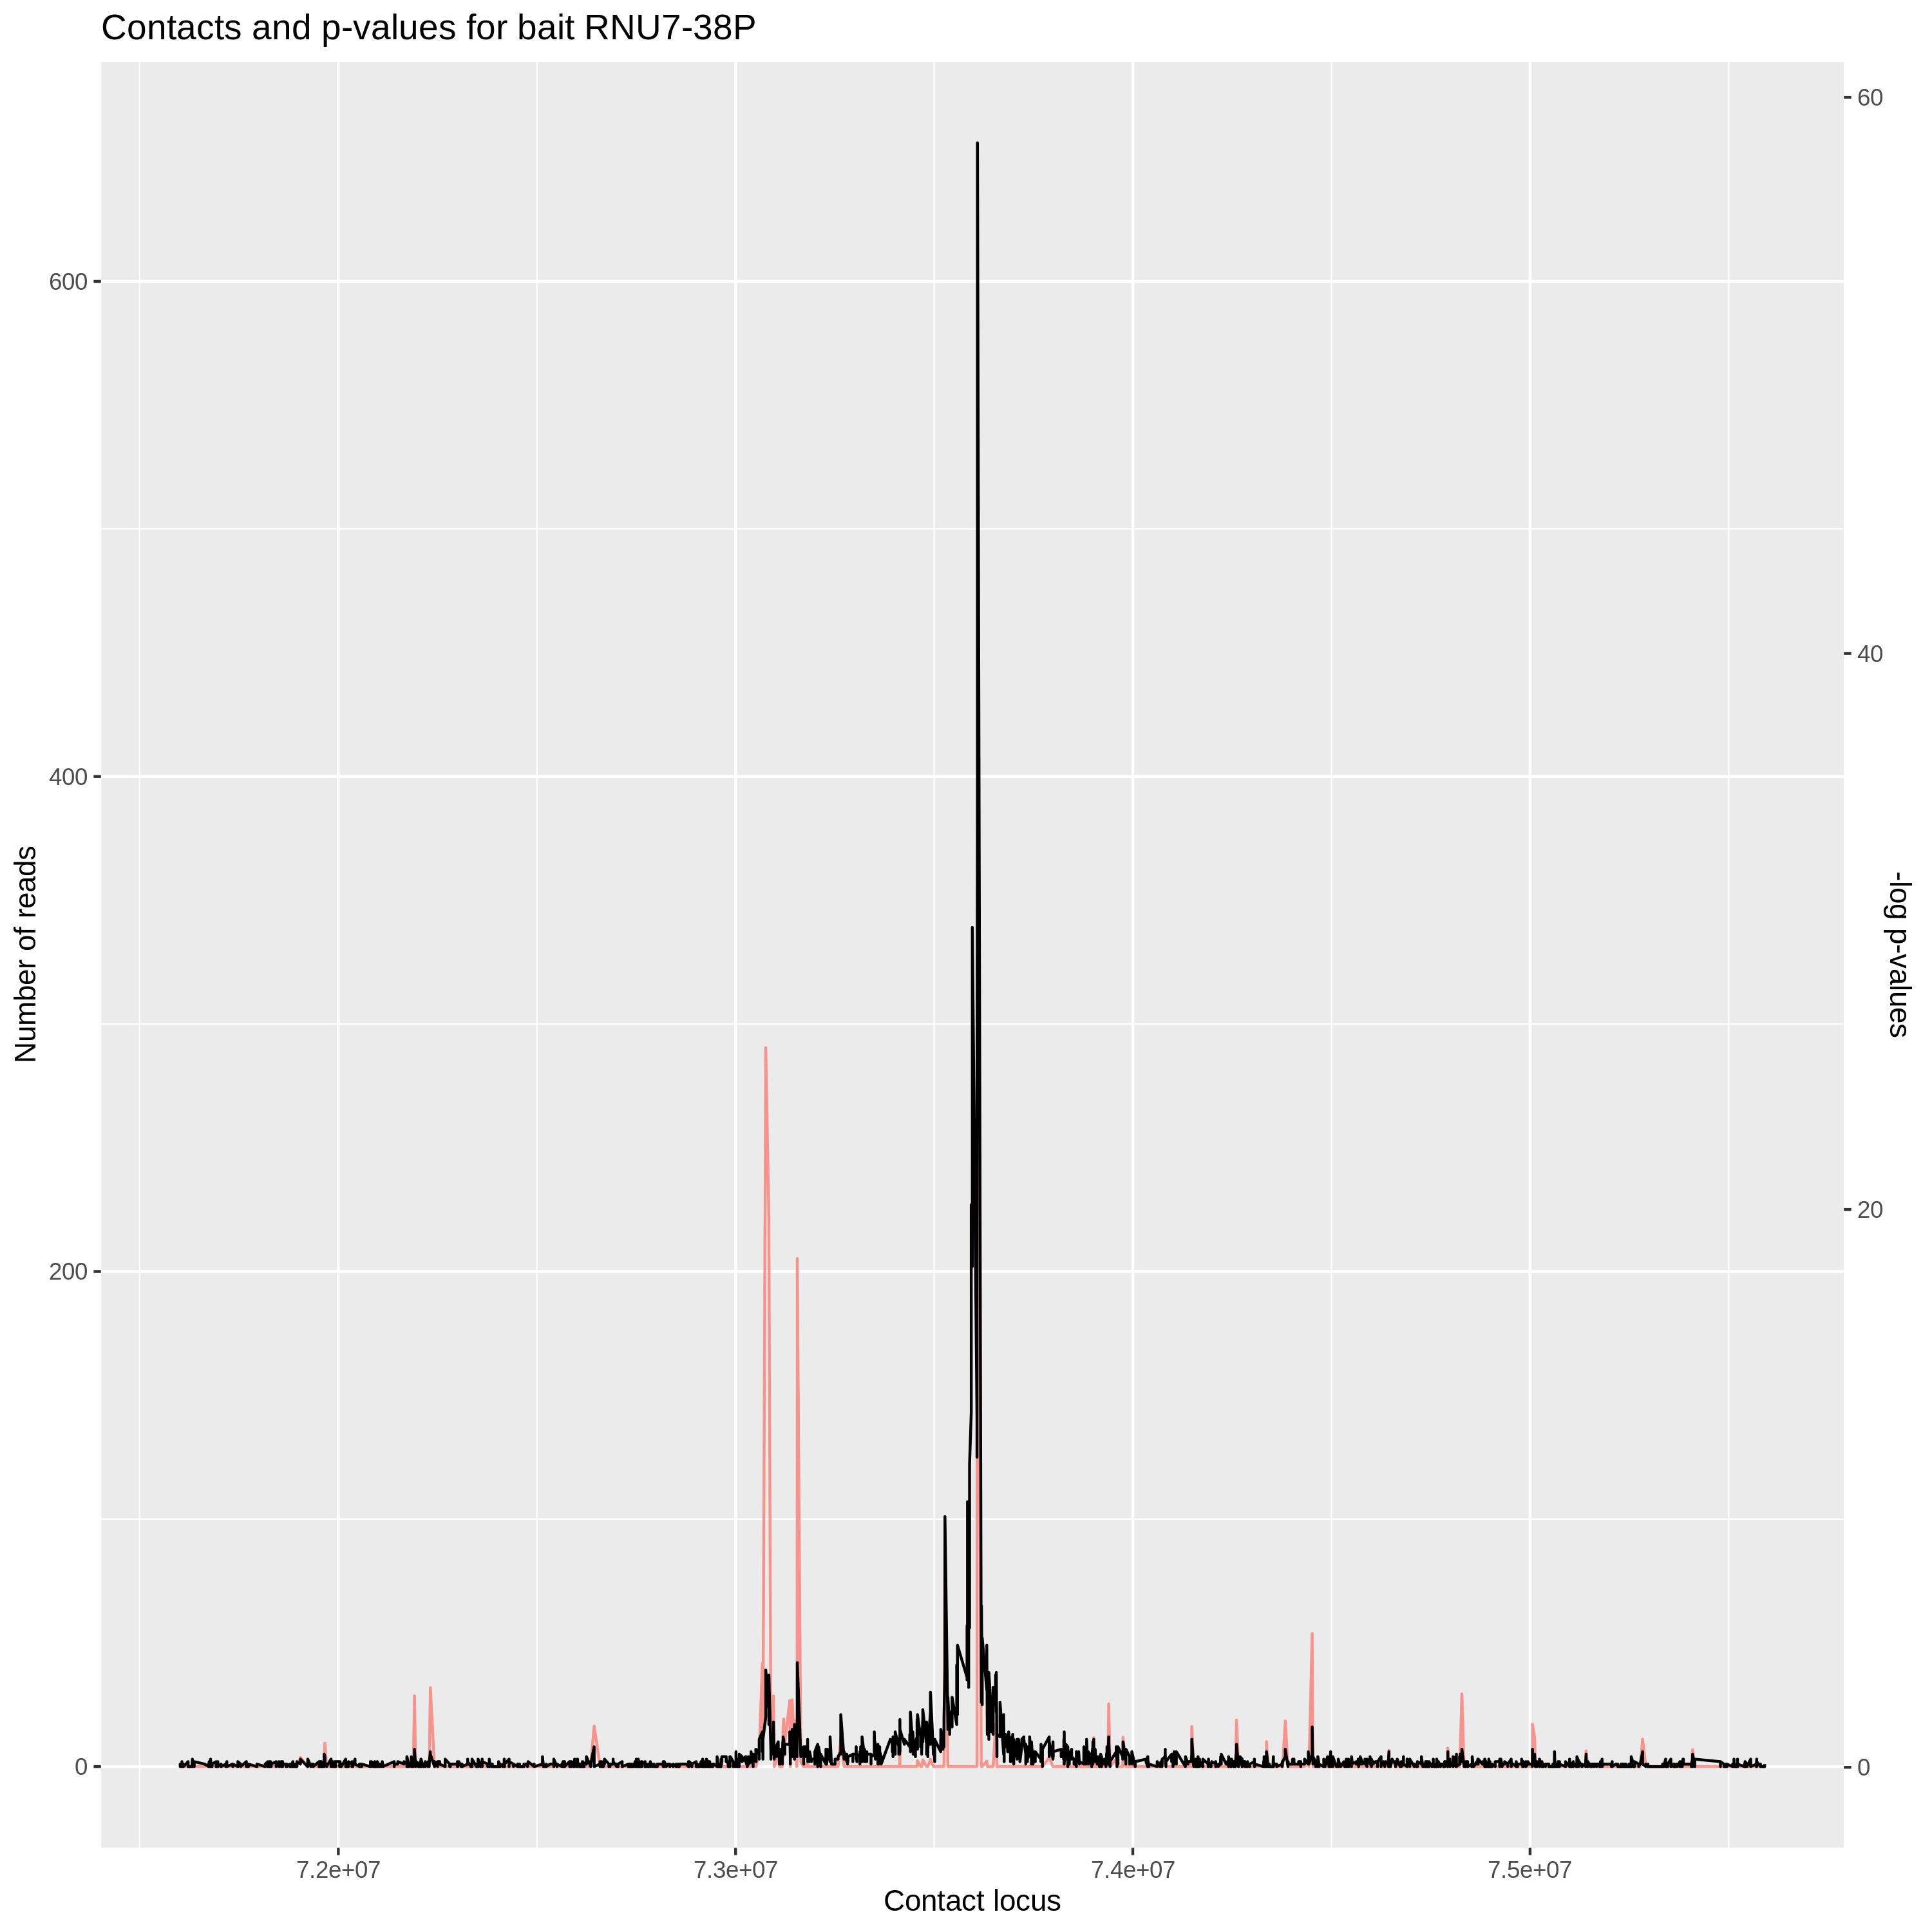 Contacts and p-values for bait RNU7-38P
60
600
40
400
Number of reads
-log p-values
20
200
0
0
7.2e+07
7.3e+07
7.4e+07
7.5e+07
Contact locus